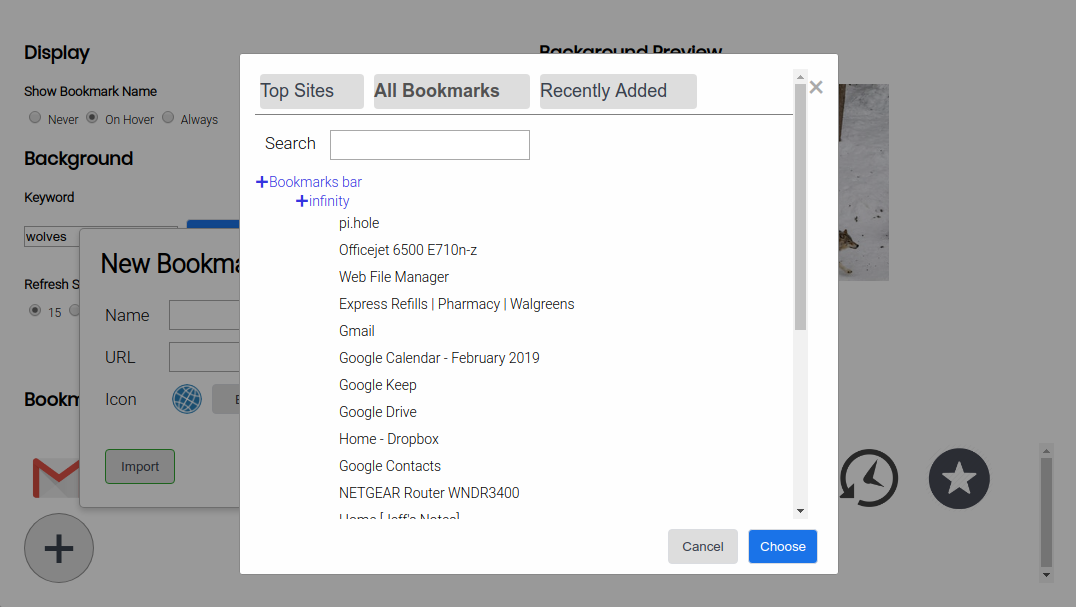 Display
Background Preview
Show Bookmark Name
Never On Hover Always
Background
Keyword
wolves
Refresh S
15
New Bookma
Name
URL
Icon
Import
Bookm
Top Sites All Bookmarks Recently Added
Search
Bookmarks bar
infinity
pi.hole
Officejet 6500 E710n-z
Web File Manager
Express Refills | Pharmacy | Walgreens
Gmail
Google Calendar - February 2019
Google Keep
Google Drive
Home - Dropbox
Google Contacts
NETGEAR Router WNDR3400
Home [Jeff's Notes]
Cancel Choose